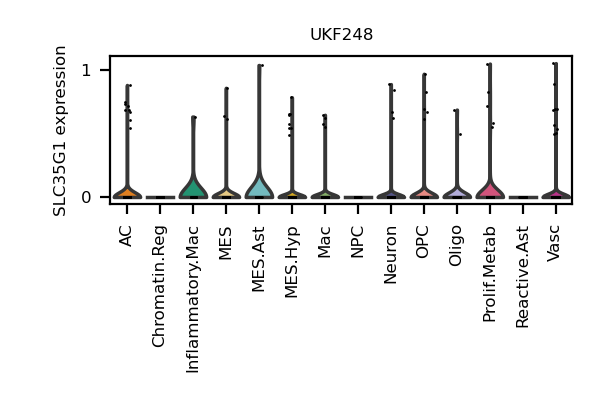 UKF248
SLC35G1 expression
1
0
AC
Chromatin.Reg
Inflammatory.Mac
MES
MES.Ast
MES.Hyp
Mac
NPC
Neuron
OPC
Oligo
Prolif.Metab
Reactive.Ast
Vasc